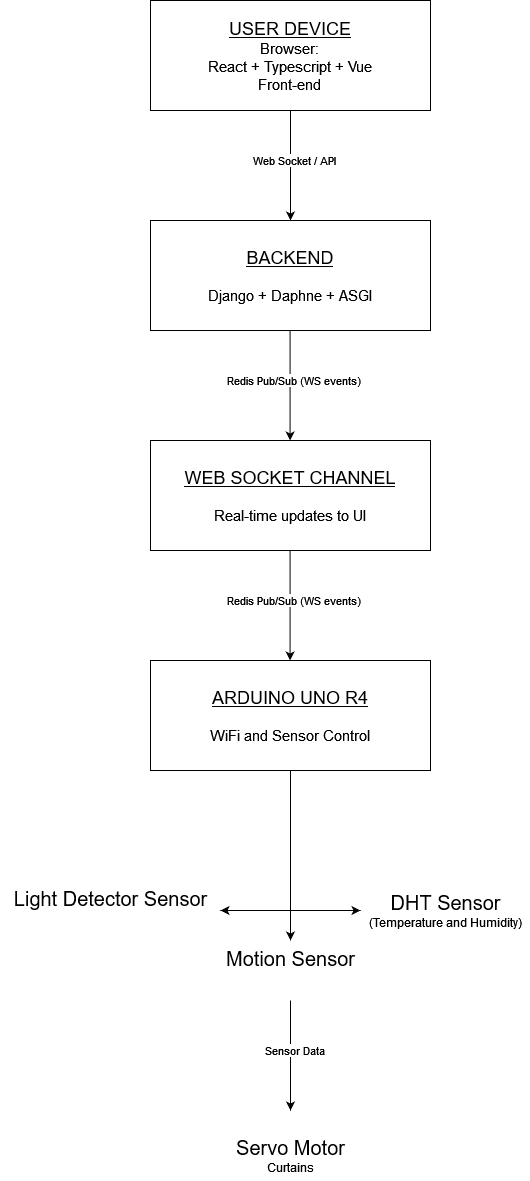 USER DEVICE
Browser:
React + Typescript + Vue
Front-end
Web Socket / API
BACKEND
Django + Daphne + ASGI
Redis Pub/Sub (WS events)
WEB SOCKET CHANNEL
Real-time updates to UI
Redis Pub/Sub (WS events)
ARDUINO UNO R4
WiFi and Sensor Control
Light Detector Sensor
DHT Sensor
(Temperature and Humidity)
Motion Sensor
Sensor Data
Servo Motor
Curtains